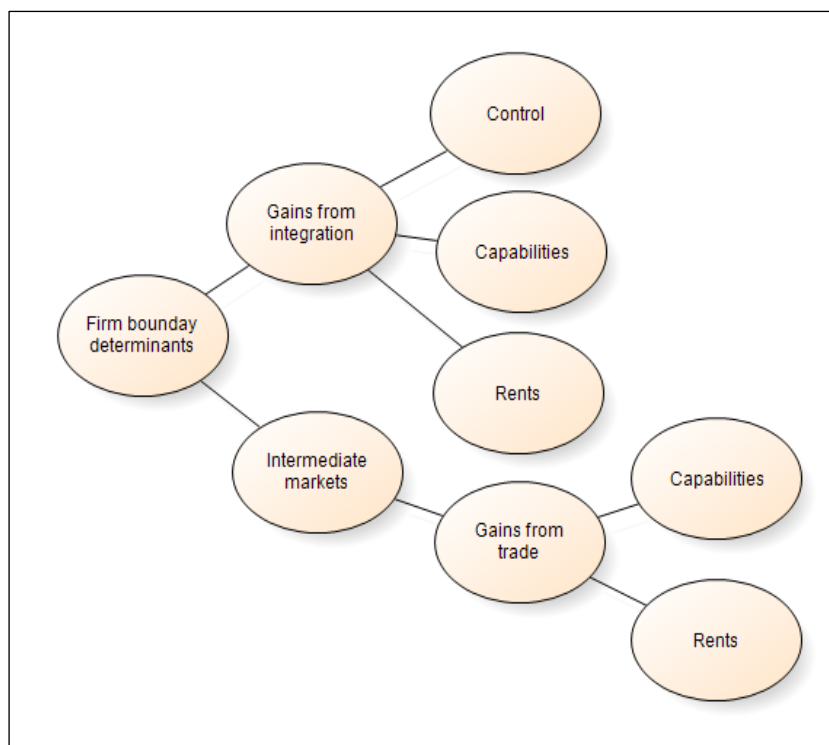 Control
Gains from
integration
Capabilities
Firm bounday
determinants
Rents
Intermediate
markets
Capabilities
Gains from
trade
Rents